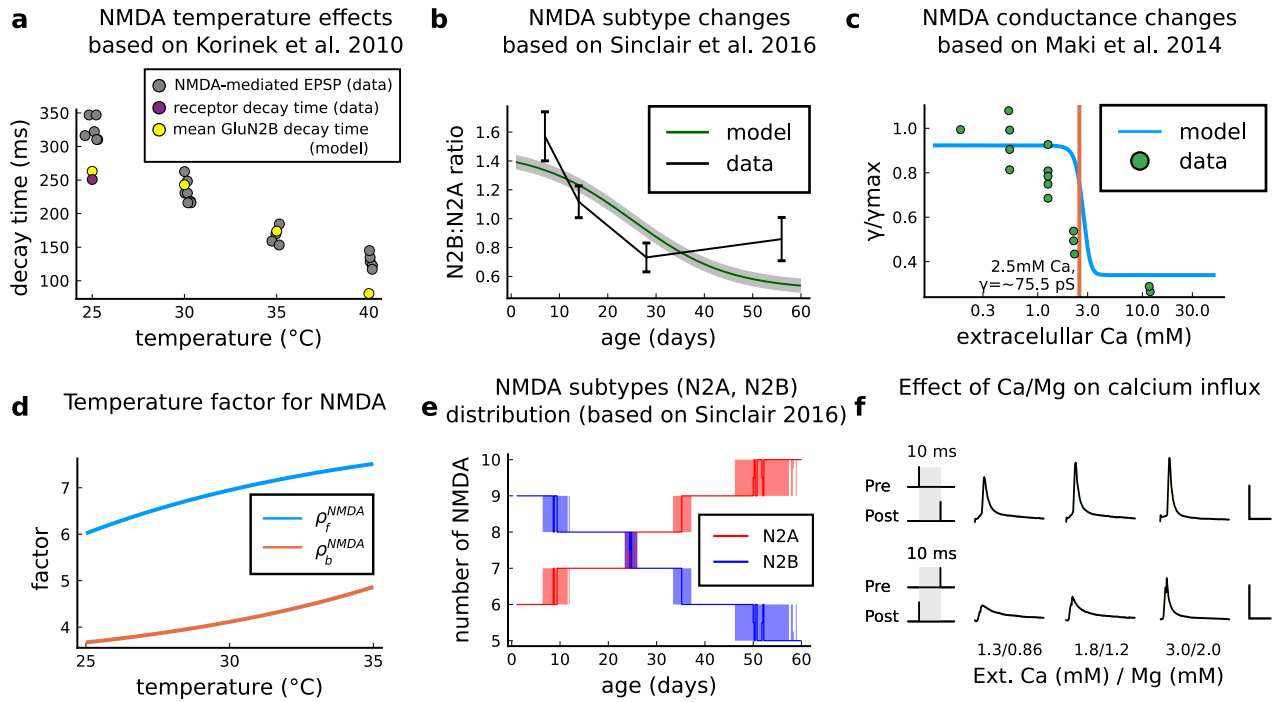 a
NMDA temperature effects
based on Korinek et al. 2010
NMDA-mediated EPSP (data)
receptor decay time (data)
mean GluN2B decay time
(model)
decay time (ms)
350
300
250
200
150
100
25
30
35
40
temperature (°C)
b
NMDA subtype changes
based on Sinclair et al. 2016
model
data
N2B:N2A ratio
1.6
1.4
1.2
1.0
0.8
0.6
0
10
20
30
40
50
60
age (days)
c
NMDA conductance changes
based on Maki et al. 2014
model
data
γ/γmax
1.0
0.8
0.6
0.4
2.5mM Ca,
γ=~75.5 pS
0.3
1.0
3.0
10.0
30.0
extracelullar Ca (mM)
d
Temperature factor for NMDA
factor
7
6
5
4
ρ_f^NMDA
ρ_b^NMDA
25
30
35
temperature (°C)
e
NMDA subtypes (N2A, N2B)
distribution (based on Sinclair 2016)
number of NMDA
10
9
8
7
6
5
N2A
N2B
0
10
20
30
40
50
60
age (days)
f
Effect of Ca/Mg on calcium influx
10 ms
Pre
Post
10 ms
Pre
Post
1.3/0.86
1.8/1.2
3.0/2.0
Ext. Ca (mM) / Mg (mM)